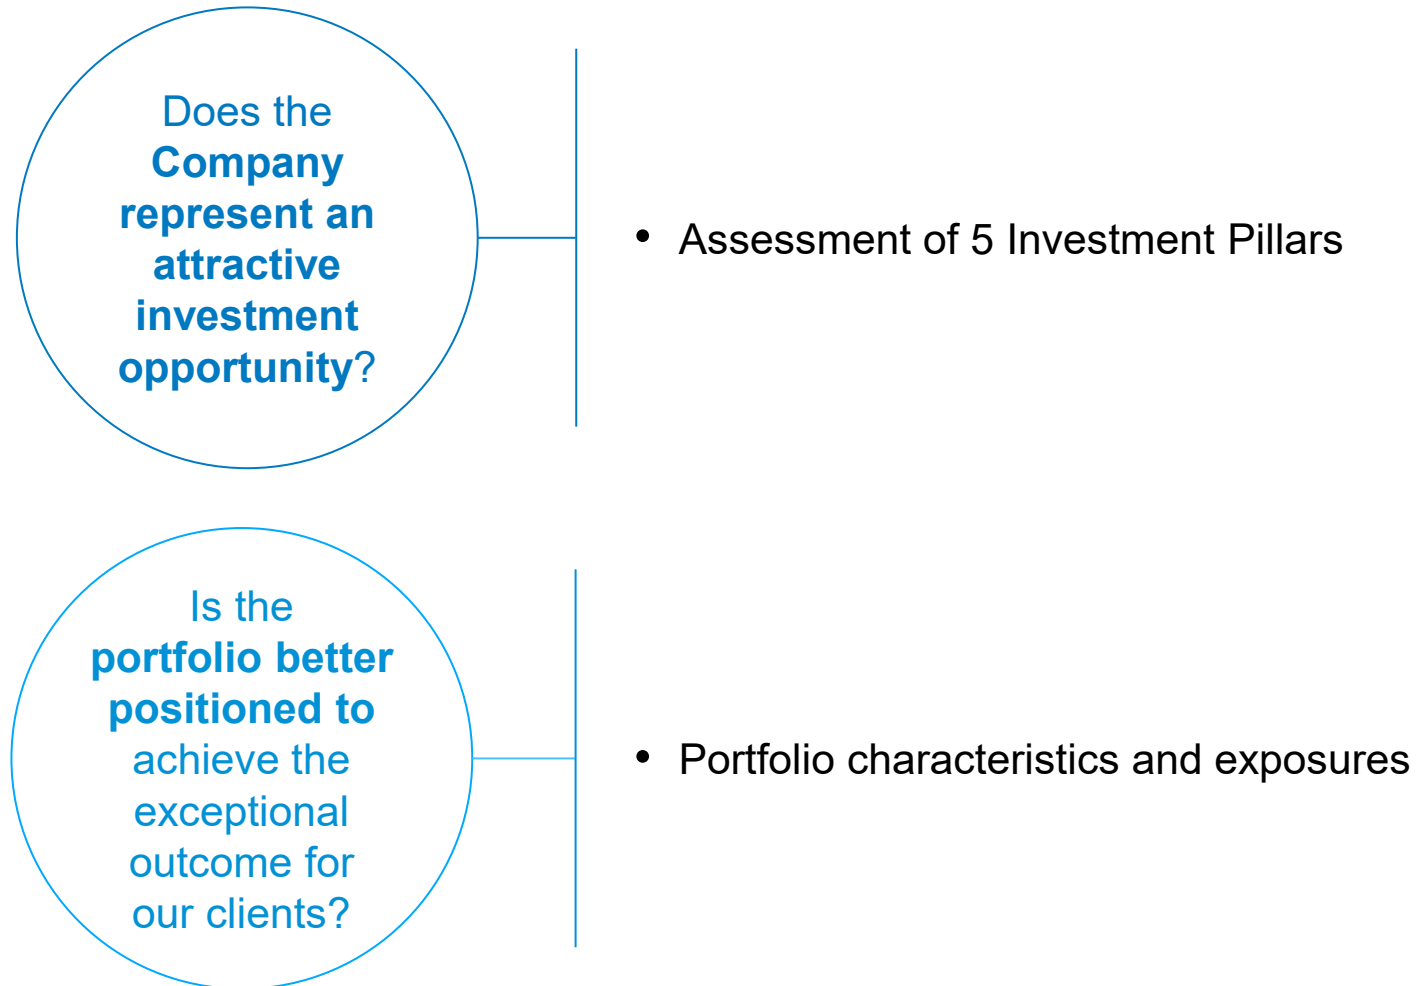 Does the
Company
represent an
attractive
investment
opportunity?
• Assessment of 5 Investment Pillars
Is the
portfolio better
positioned to
achieve the
exceptional
outcome for
our clients?
• Portfolio characteristics and exposures